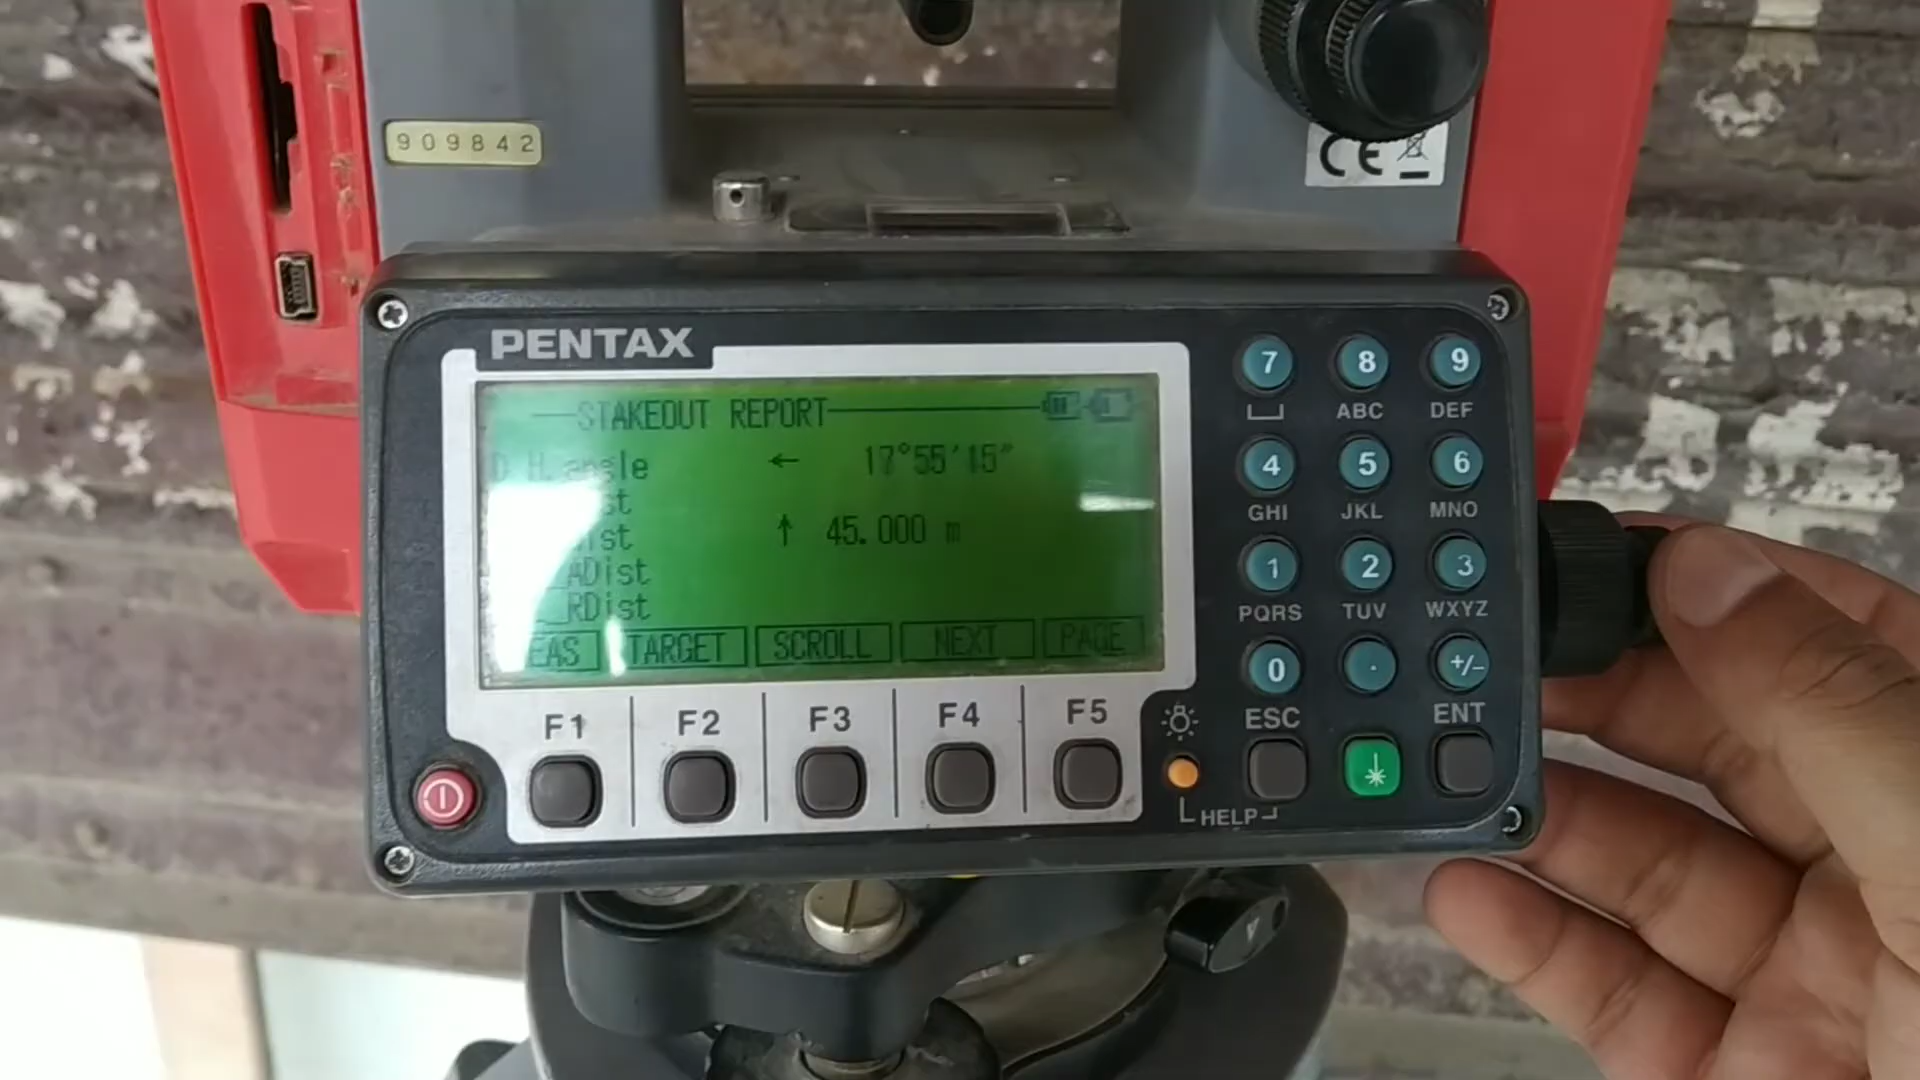 909842
CE
PENTAX
STAKEOUT REPORT
D H.angle ← 17°55'15"
↑ 45.000 m
ADist
RDist
EAS TARGET SCROLL NEXT PAGE
F1 F2 F3 F4 F5
7 8 9
ABC DEF
4 5 6
GHI JKL MNO
1 2 3
PQRS TUV WXYZ
0 . +/-
ESC ENT
HELP